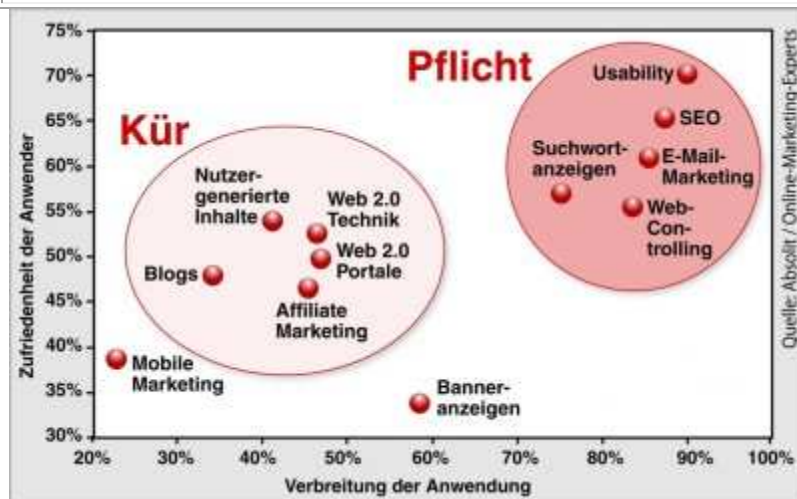 75%
70%
65%
60%
55%
50%
45%
40%
35%
30%
Zufriedenheit der Anwender
Kür
Pflicht
Usability
SEO
Suchwort-
anzeigen
E-Mail-
Marketing
Web-
Con-
trolling
Nutzer-
generierte
Inhalte
Web 2.0
Technik
Web 2.0
Portale
Blogs
Affiliate
Marketing
Mobile
Marketing
Banner-
anzeigen
20%
30%
40%
50%
60%
70%
80%
90%
100%
Verbreitung der Anwendung
Quelle: Absolit / Online-Marketing-Experts